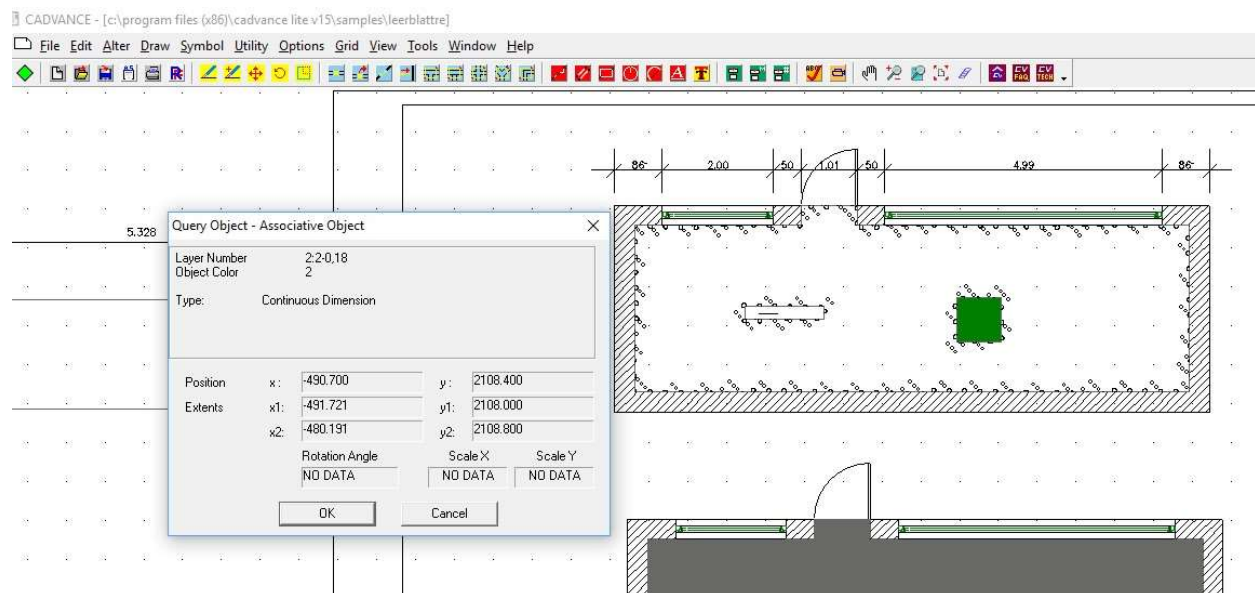 CADVANCE - [c:\program files (x86)\cadvance lite v15\samples\leerblattre]
File Edit Alter Draw Symbol Utility Options Grid View Tools Window Help
CV FAQ CV TECH
86 2.00 50 1.01 50 4.99 86
5.328
Query Object - Associative Object
Layer Number 2:2-0,18
Object Color 2
Type: Continuous Dimension
Position x : -490.700 y : 2108.400
Extents x1: -491.721 y1: 2108.000
x2: -480.191 y2: 2108.800
Rotation Angle Scale X Scale Y
NO DATA NO DATA NO DATA
OK Cancel